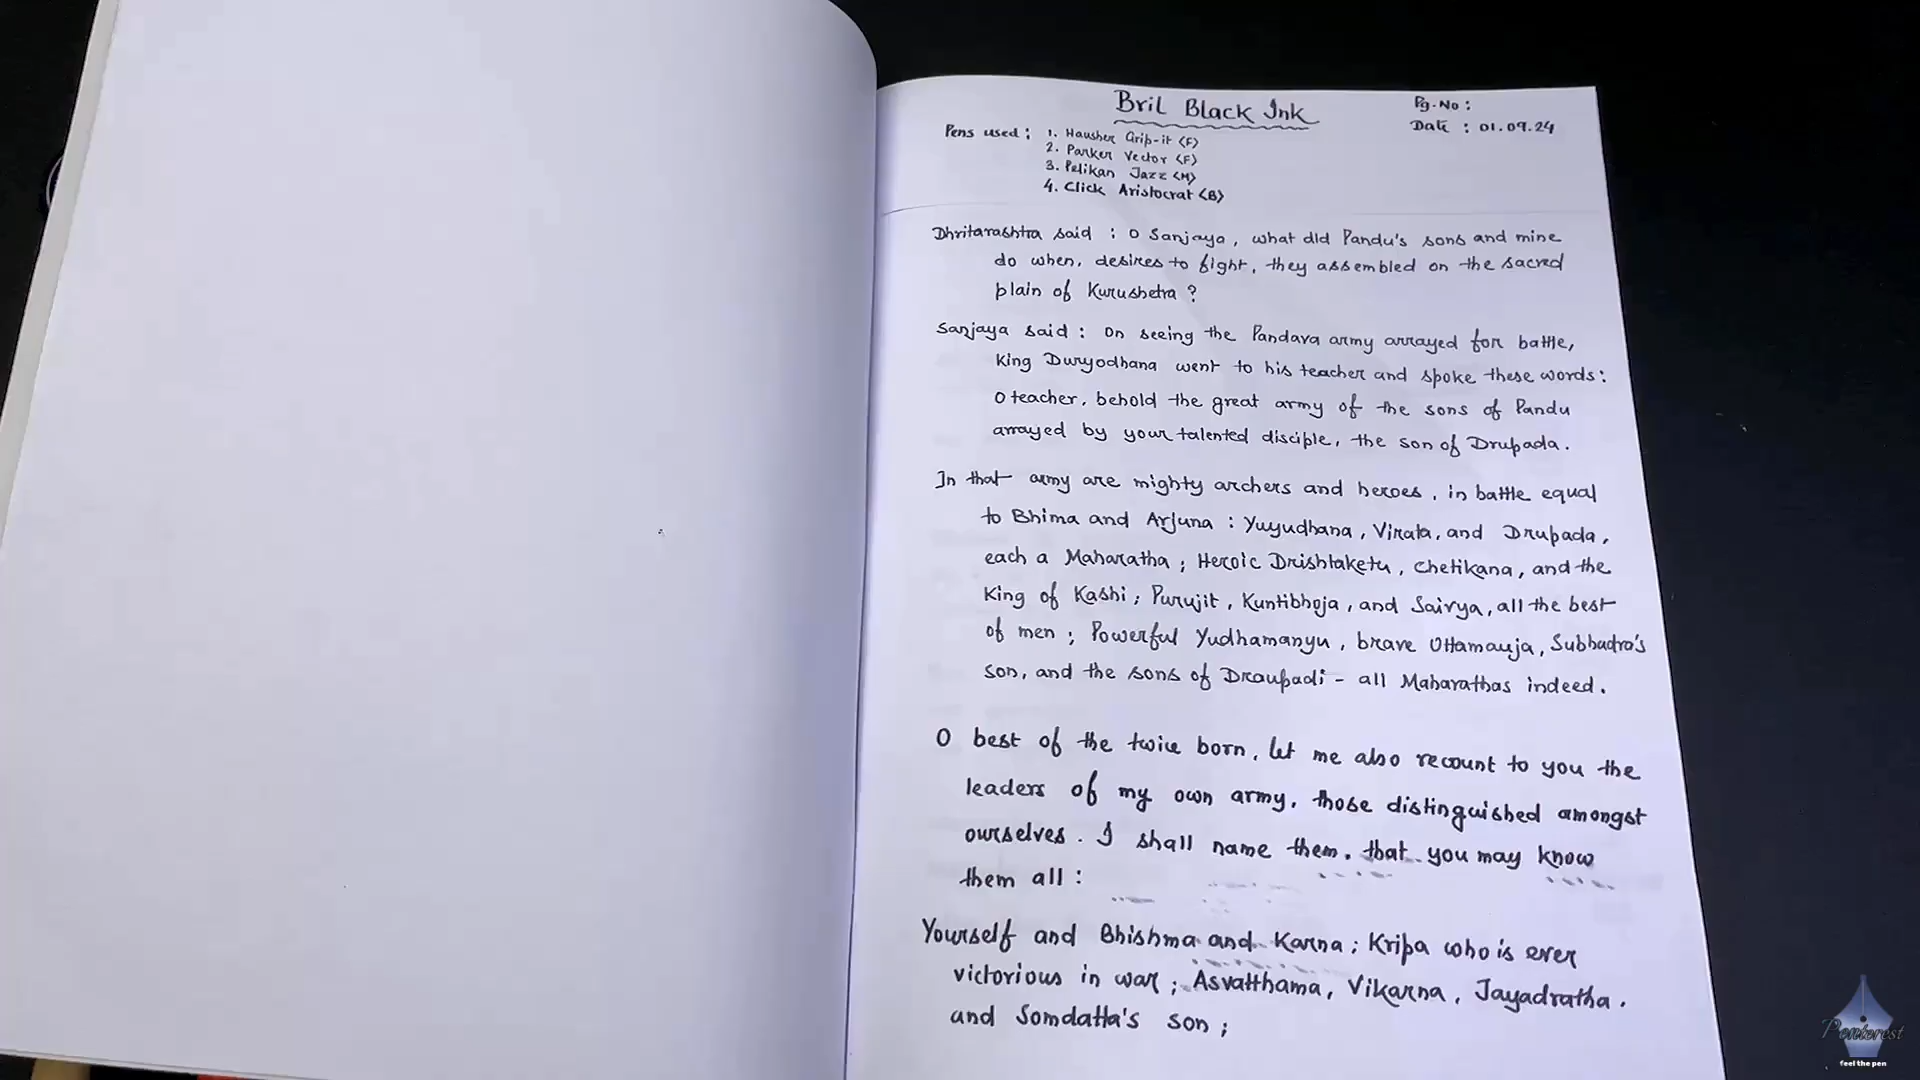 Bril Black Ink
Pg. No :
Date : 01.09.24
Pens used : 1. Hausher Grip-it <F>
2. Parker Vector <F>
3. Pelikan Jazz <M>
4. Click Aristocrat <B>
Dhritarashtra said : O Sanjaya, what did Pandu's sons and mine
do when, desires to fight, they assembled on the sacred
plain of Kurushetra ?
Sanjaya said : On seeing the Pandava army arrayed for battle,
King Duryodhana went to his teacher and spoke these words :
O teacher, behold the great army of the sons of Pandu
arrayed by your talented disciple, the son of Drupada.
In that army are mighty archers and heroes, in battle equal
to Bhima and Arjuna : Yuyudhana, Virata, and Drupada,
each a Maharatha ; Heroic Drishtaketu, Chetikana, and the
King of Kashi ; Purujit, Kuntibhoja, and Saivya, all the best
of men ; Powerful Yudhamanyu, brave Uttamauja, Subhadra's
son, and the sons of Draupadi - all Maharathas indeed.
O best of the twice born, let me also recount to you the
leaders of my own army, those distinguished amongst
ourselves. I shall name them, that you may know
them all :
Yourself and Bhishma and Karna ; Kripa who is ever
victorious in war ; Asvatthama, Vikarna, Jayadratha.
and Somdatta's son ;
Penterest
feel the pen